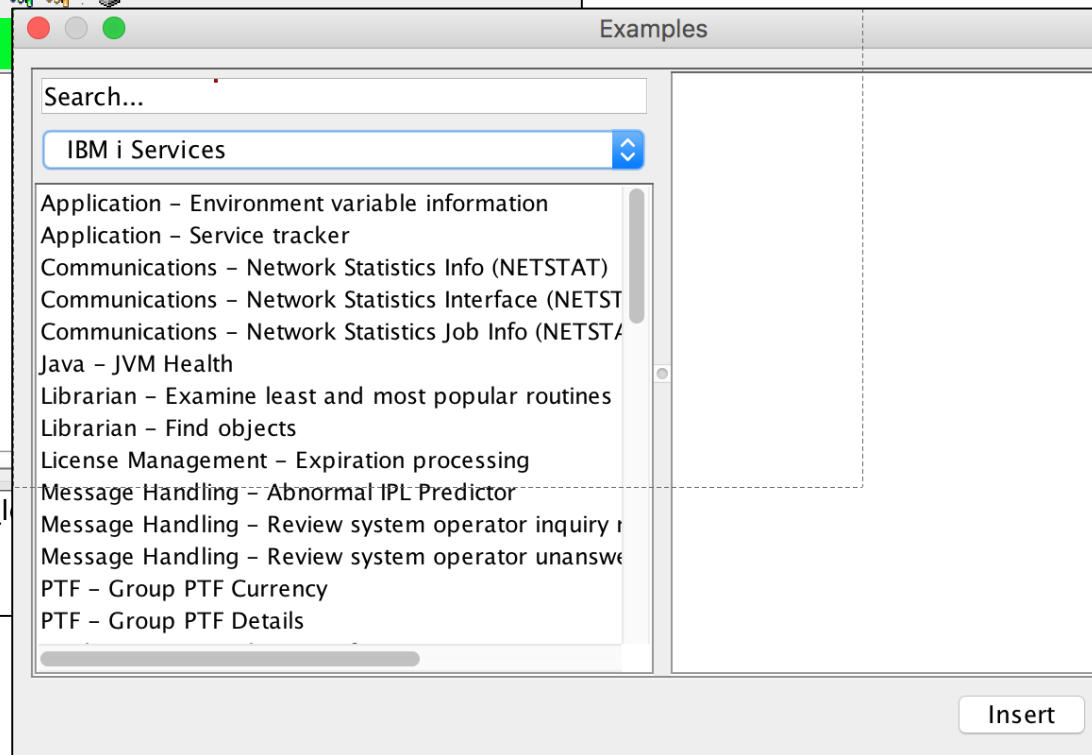 Examples
Search...
IBM i Services
Application – Environment variable information
Application – Service tracker
Communications – Network Statistics Info (NETSTAT)
Communications – Network Statistics Interface (NETST
Communications – Network Statistics Job Info (NETSTA
Java – JVM Health
Librarian – Examine least and most popular routines
Librarian – Find objects
License Management – Expiration processing
Message Handling – Abnormal IPL Predictor
Message Handling – Review system operator inquiry
Message Handling – Review system operator unanswe
PTF – Group PTF Currency
PTF – Group PTF Details
Insert